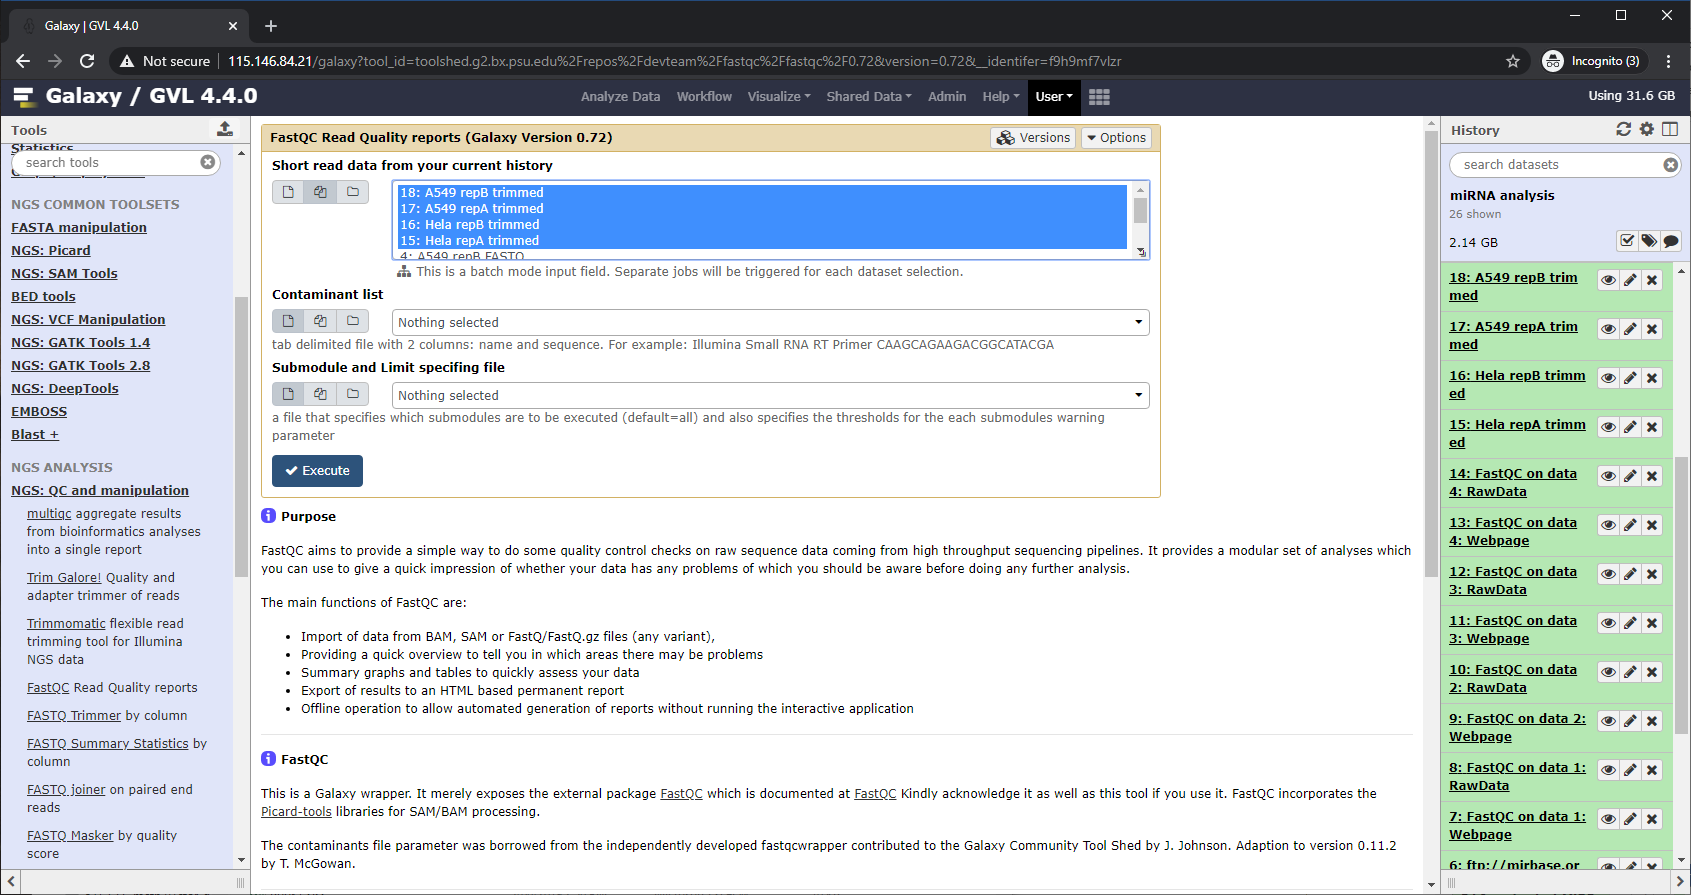 Galaxy | GVL 4.4.0
Not secure
115.146.84.21/galaxy?tool_id=toolshed.g2.bx.psu.edu%2Frepos%2Fdevteam%2Ffastqc%2Ffastqc%2F0.72&version=0.72&__identifer=f9h9mf7vlzr
Incognito (3)
Galaxy / GVL 4.4.0
Analyze Data
Workflow
Visualize
Shared Data
Admin
Help
User
Using 31.6 GB
Tools
Statistics
search tools
NGS COMMON TOOLSETS
FASTA manipulation
NGS: Picard
NGS: SAM Tools
BED tools
NGS: VCF Manipulation
NGS: GATK Tools 1.4
NGS: GATK Tools 2.8
NGS: DeepTools
EMBOSS
Blast +
NGS ANALYSIS
NGS: QC and manipulation
multiqc aggregate results
from bioinformatics analyses
into a single report
Trim Galore! Quality and
adapter trimmer of reads
Trimmomatic flexible read
trimming tool for Illumina
NGS data
FastQC Read Quality reports
FASTQ Trimmer by column
FASTQ Summary Statistics by
column
FASTQ joiner on paired end
reads
FASTQ Masker by quality
score
FastQC Read Quality reports (Galaxy Version 0.72)
Versions
Options
Short read data from your current history
18: A549 repB trimmed
17: A549 repA trimmed
16: Hela repB trimmed
15: Hela repA trimmed
4: A549 repB FASTQ
This is a batch mode input field. Separate jobs will be triggered for each dataset selection.
Contaminant list
Nothing selected
tab delimited file with 2 columns: name and sequence. For example: Illumina Small RNA RT Primer CAAGCAGAAGACGGCATACGA
Submodule and Limit specifing file
Nothing selected
a file that specifies which submodules are to be executed (default=all) and also specifies the thresholds for the each submodules warning
parameter
Execute
Purpose
FastQC aims to provide a simple way to do some quality control checks on raw sequence data coming from high throughput sequencing pipelines. It provides a modular set of analyses which
you can use to give a quick impression of whether your data has any problems of which you should be aware before doing any further analysis.
The main functions of FastQC are:
Import of data from BAM, SAM or FastQ/FastQ.gz files (any variant),
Providing a quick overview to tell you in which areas there may be problems
Summary graphs and tables to quickly assess your data
Export of results to an HTML based permanent report
Offline operation to allow automated generation of reports without running the interactive application
FastQC
This is a Galaxy wrapper. It merely exposes the external package FastQC which is documented at FastQC Kindly acknowledge it as well as this tool if you use it. FastQC incorporates the
Picard-tools libraries for SAM/BAM processing.
The contaminants file parameter was borrowed from the independently developed fastqcwrapper contributed to the Galaxy Community Tool Shed by J. Johnson. Adaption to version 0.11.2
by T. McGowan.
History
search datasets
miRNA analysis
26 shown
2.14 GB
18: A549 repB trim
med
17: A549 repA trim
med
16: Hela repB trimm
ed
15: Hela repA trimm
ed
14: FastQC on data
4: RawData
13: FastQC on data
4: Webpage
12: FastQC on data
3: RawData
11: FastQC on data
3: Webpage
10: FastQC on data
2: RawData
9: FastQC on data 2:
Webpage
8: FastQC on data 1:
RawData
7: FastQC on data 1:
Webpage
6: ftp://mirbase.or